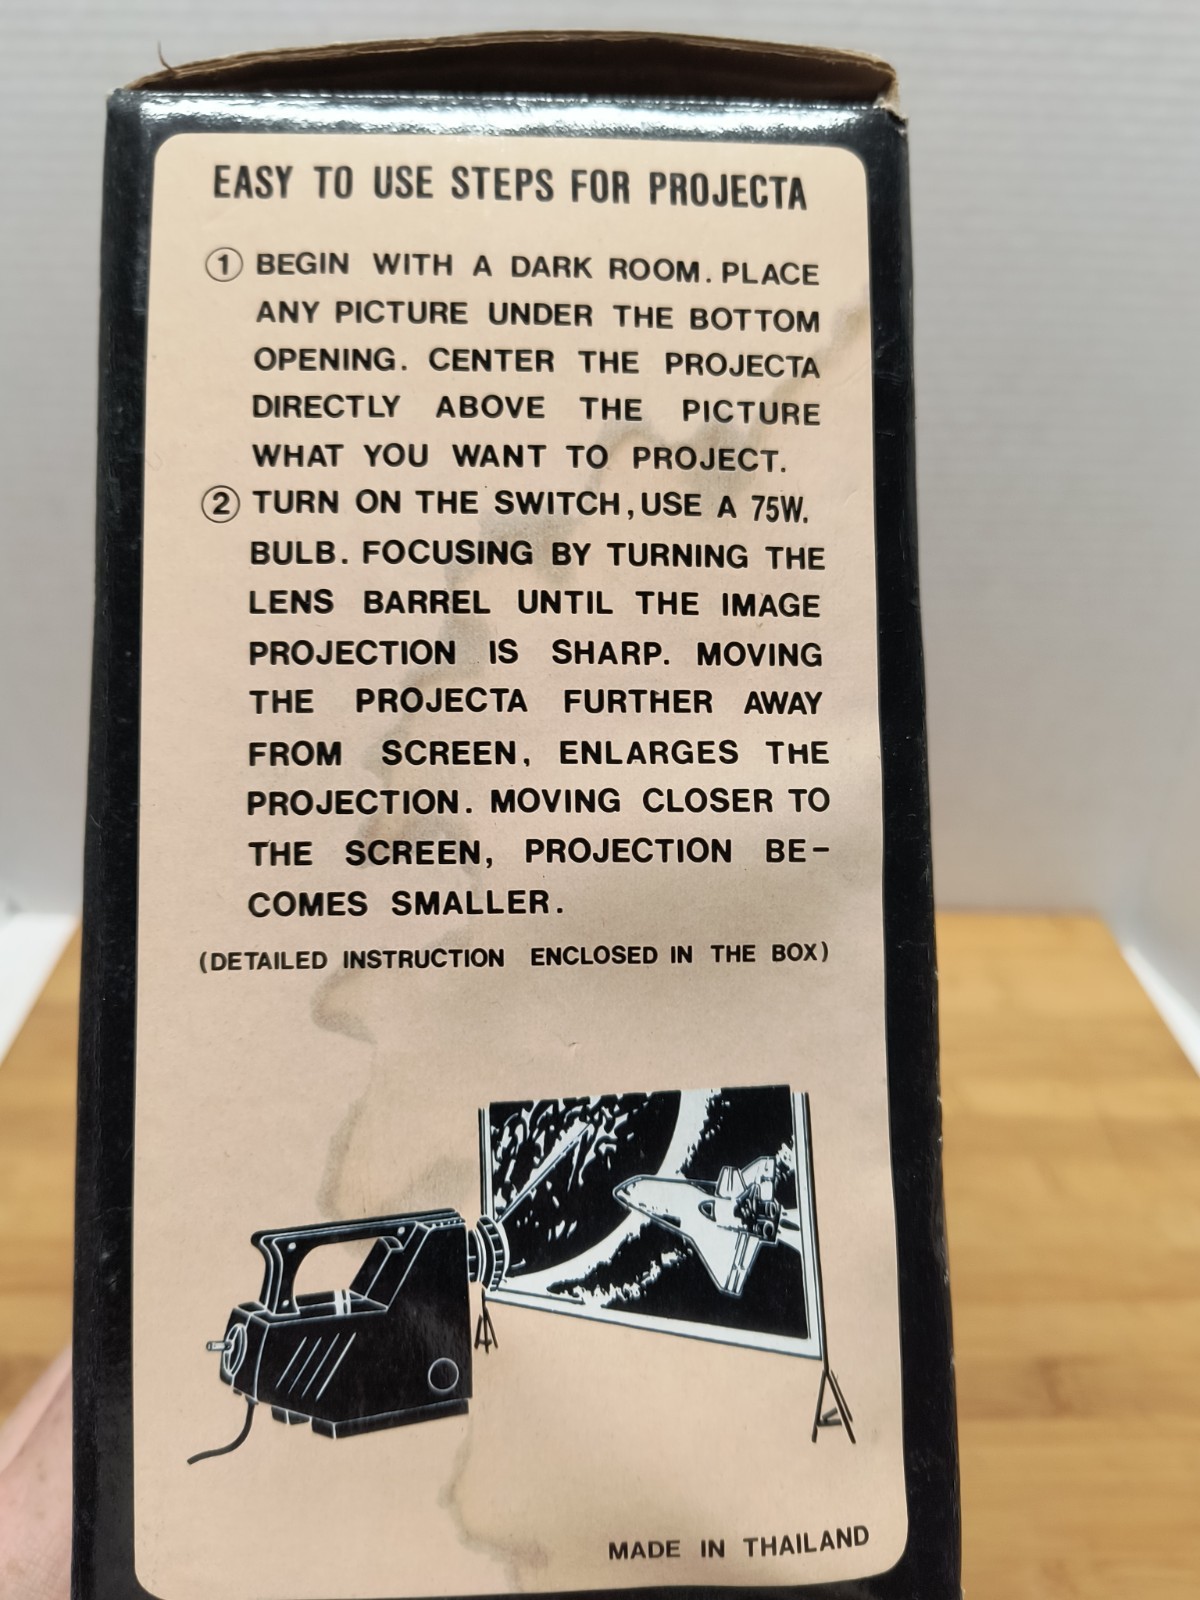 EASY TO USE STEPS FOR PROJECTA
① BEGIN WITH A DARK ROOM. PLACE
ANY PICTURE UNDER THE BOTTOM
OPENING. CENTER THE PROJECTA
DIRECTLY ABOVE THE PICTURE
WHAT YOU WANT TO PROJECT.
② TURN ON THE SWITCH, USE A 75W.
BULB. FOCUSING BY TURNING THE
LENS BARREL UNTIL THE IMAGE
PROJECTION IS SHARP. MOVING
THE PROJECTA FURTHER AWAY
FROM SCREEN, ENLARGES THE
PROJECTION. MOVING CLOSER TO
THE SCREEN, PROJECTION BE-
COMES SMALLER.
(DETAILED INSTRUCTION ENCLOSED IN THE BOX)
MADE IN THAILAND